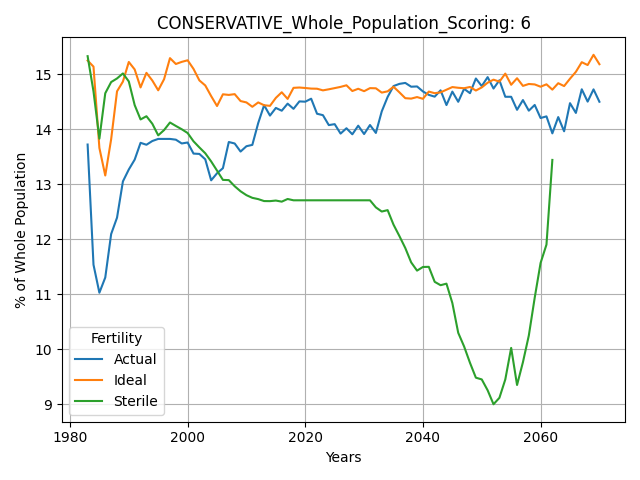 CONSERVATIVE_Whole_Population_Scoring: 6
% of Whole Population
15
14
13
12
11
10
9
Fertility
Actual
Ideal
Sterile
1980
2000
2020
2040
2060
Years